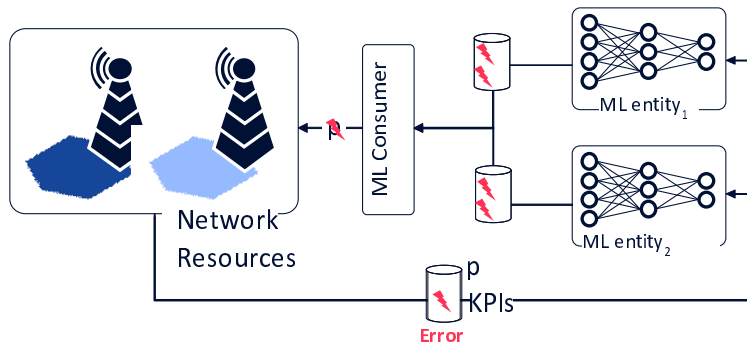 ML entity1
p
ML Consumer
Network
Resources
ML entity2
p
KPIs
Error